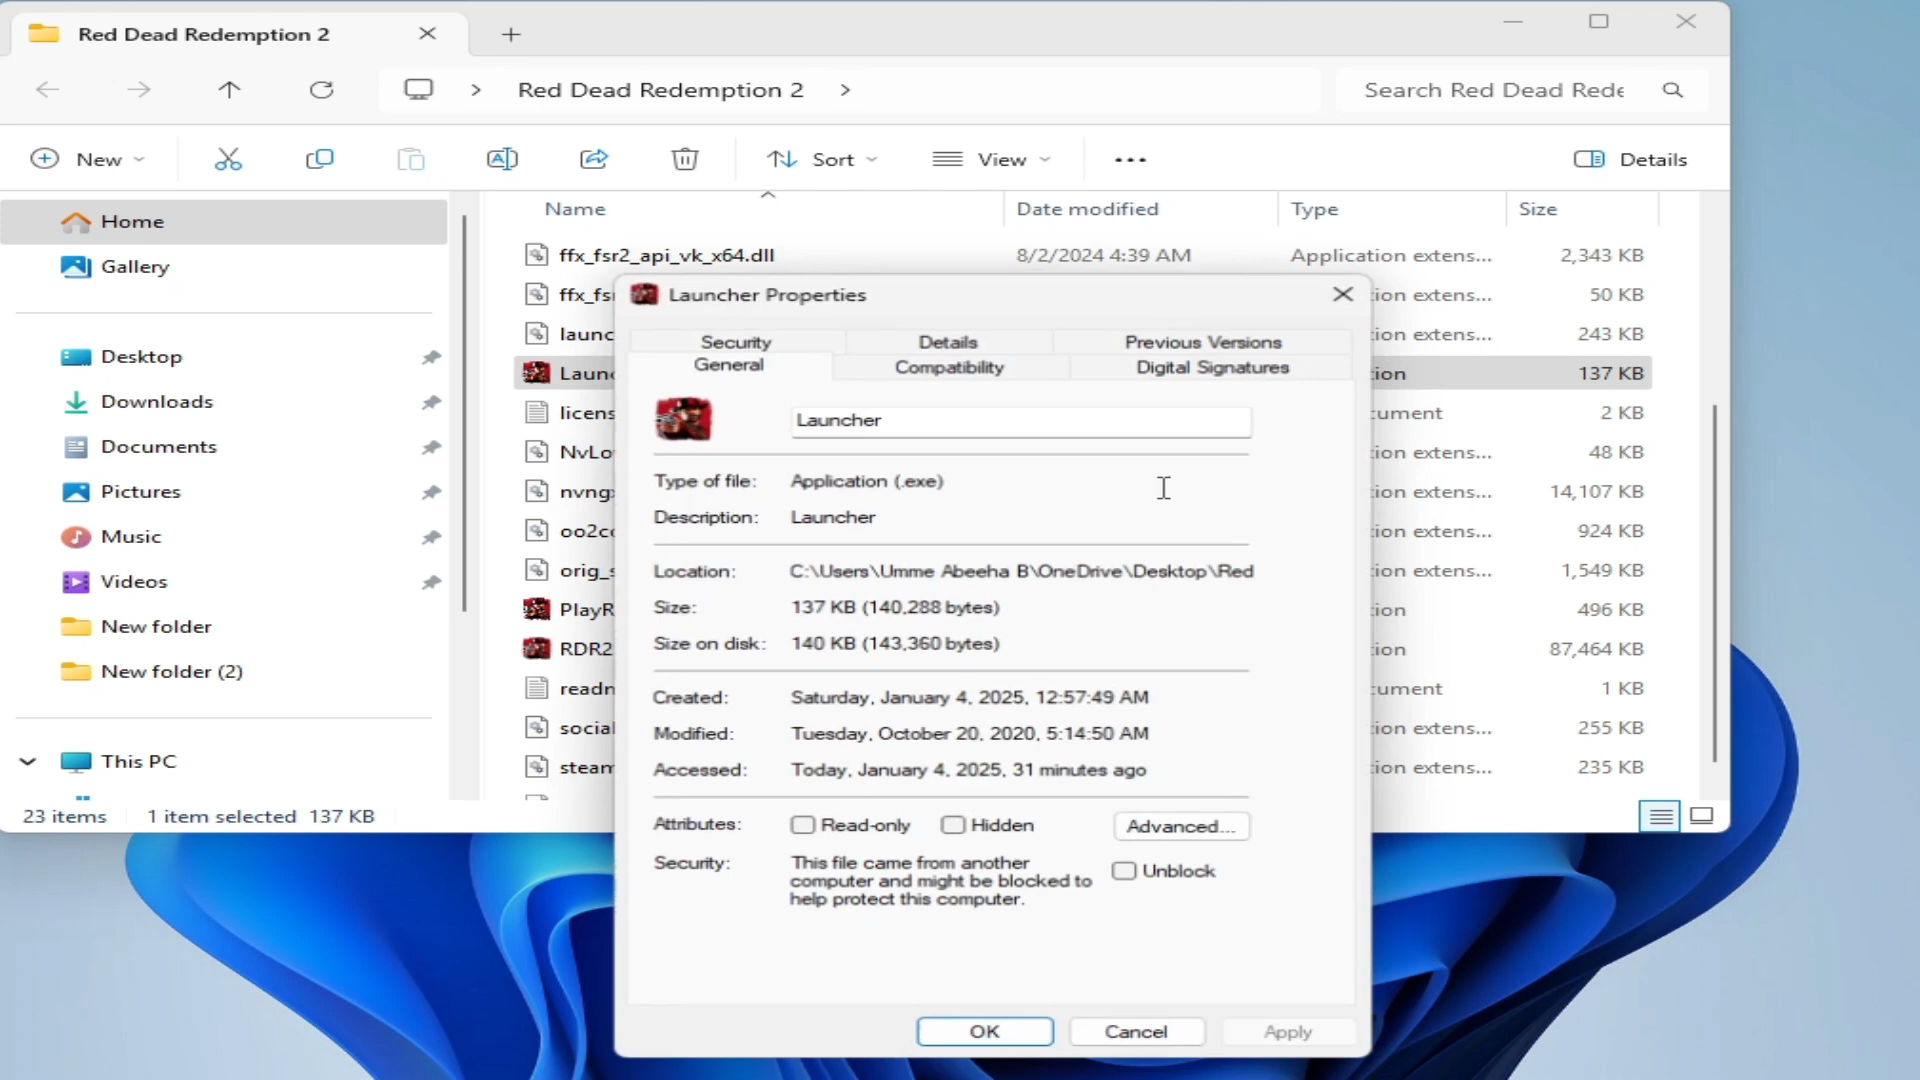 Red Dead Redemption 2
Red Dead Redemption 2
Search Red Dead Rede
New
Sort
View
Details
Name
Date modified
Type
Size
Home
Gallery
Desktop
Downloads
Documents
Pictures
Music
Videos
New folder
New folder (2)
This PC
ffx_fsr2_api_vk_x64.dll 8/2/2024 4:39 AM Application extens... 2,343 KB
ffx_fsr ion extens... 50 KB
launc ion extens... 243 KB
Launc ion 137 KB
licens cument 2 KB
NvLo ion extens... 48 KB
nvngx ion extens... 14,107 KB
oo2co ion extens... 924 KB
orig_s ion extens... 1,549 KB
PlayR ion 496 KB
RDR2 ion 87,464 KB
readn cument 1 KB
social ion extens... 255 KB
steam ion extens... 235 KB
Launcher Properties
Security
Details
Previous Versions
General
Compatibility
Digital Signatures
Launcher
Type of file: Application (.exe)
Description: Launcher
Location: C:\Users\Umme Abeeha B\OneDrive\Desktop\Red
Size: 137 KB (140,288 bytes)
Size on disk: 140 KB (143,360 bytes)
Created: Saturday, January 4, 2025, 12:57:49 AM
Modified: Tuesday, October 20, 2020, 5:14:50 AM
Accessed: Today, January 4, 2025, 31 minutes ago
Attributes: Read-only Hidden Advanced...
Security: This file came from another
computer and might be blocked to
help protect this computer.
Unblock
OK
Cancel
Apply
23 items
1 item selected 137 KB